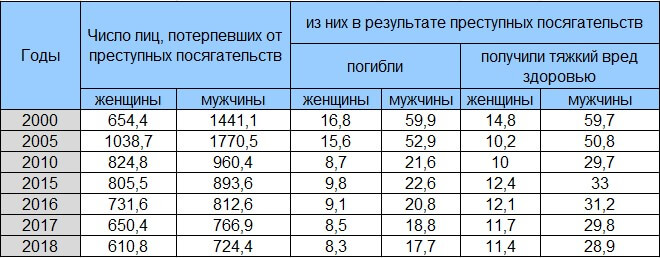 Годы
Число лиц, потерпевших от
преступных посягательств
из них в результате преступных посягательств
погибли
получили тяжкий вред
здоровью
женщины мужчины женщины мужчины женщины мужчины
2000 654,4 1441,1 16,8 59,9 14,8 59,7
2005 1038,7 1770,5 15,6 52,9 10,2 50,8
2010 824,8 960,4 8,7 21,6 10 29,7
2015 805,5 893,6 9,8 22,6 12,4 33
2016 731,6 812,6 9,1 20,8 12,1 31,2
2017 650,4 766,9 8,5 18,8 11,7 29,8
2018 610,8 724,4 8,3 17,7 11,4 28,9